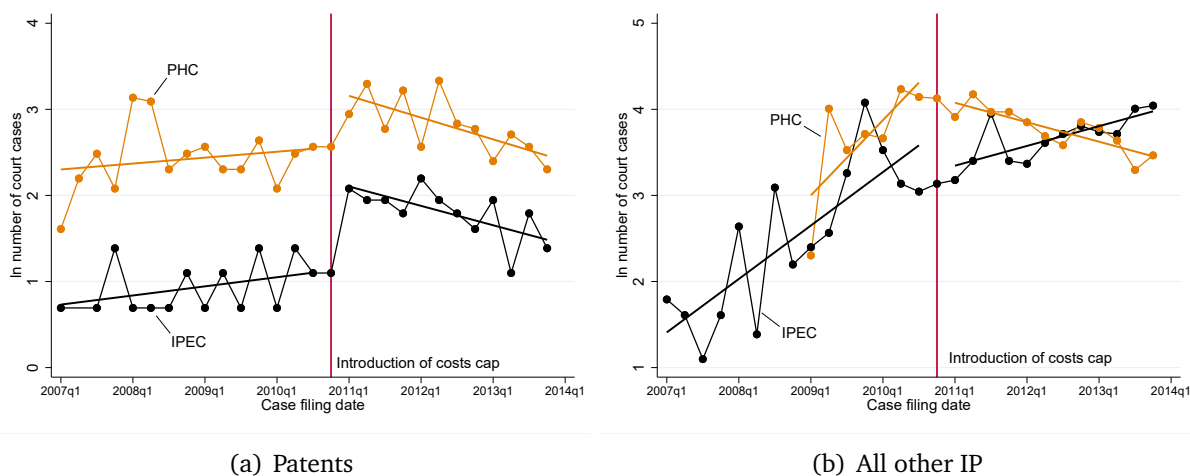 4
3
2
1
0
ln number of court cases
PHC
IPEC
Introduction of costs cap
2007q1 2008q1 2009q1 2010q1 2011q1 2012q1 2013q1 2014q1
Case filing date
(a) Patents
5
4
3
2
1
ln number of court cases
PHC
IPEC
Introduction of costs cap
2007q1 2008q1 2009q1 2010q1 2011q1 2012q1 2013q1 2014q1
Case filing date
(b) All other IP